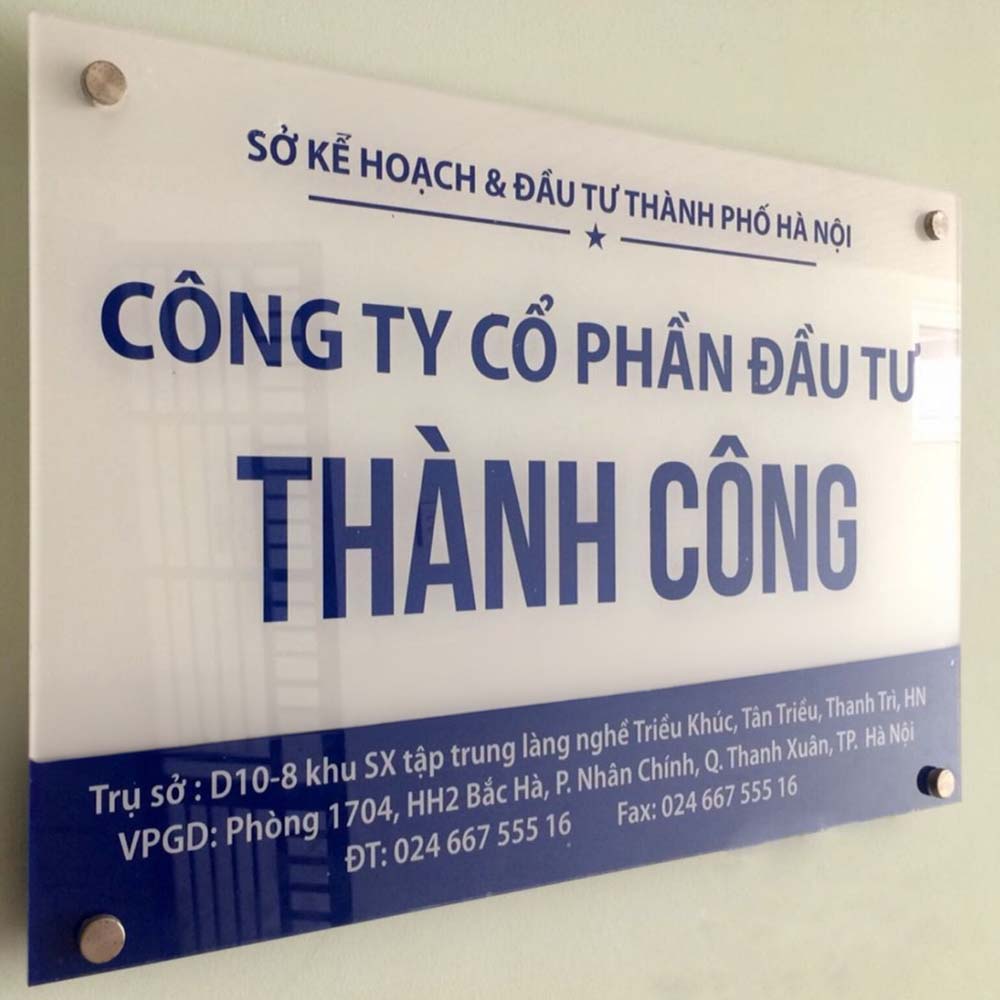 SỞ KỄ HOẠCH & ĐẦU TƯ THÀNH PHỐ HÀ NỘI
CÔNG TY CỔ PHẦN ĐẦU TƯ
THÀNH CÔNG
Trụ sở : D10-8 khu SX tập trung làng nghề Triều Khúc, Tân Triều, Thanh Trì, HN
VPGD: Phòng 1704, HH2 Bắc Hà, P. Nhân Chính, Q. Thanh Xuân, TP. Hà Nội
ĐT: 024 667 555 16 Fax: 024 667 555 16